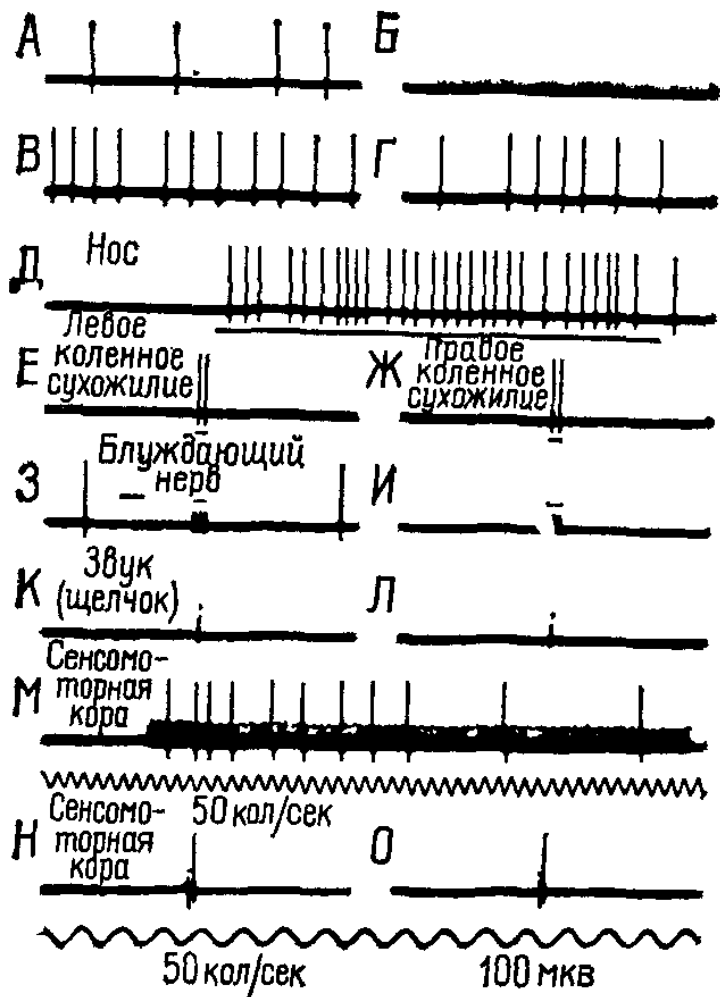 А Б
В Г
Д Нос
Е Левое
коленное
сухожилие
Ж Правое
коленное
сухожилие
З Блуждающий
нерв
И
К Звук
(щелчок)
Л
М Сенсомо-
торная
кора
50 кол/сек
Н Сенсомо-
торная
кора
О
50 кол/сек 100 мкв